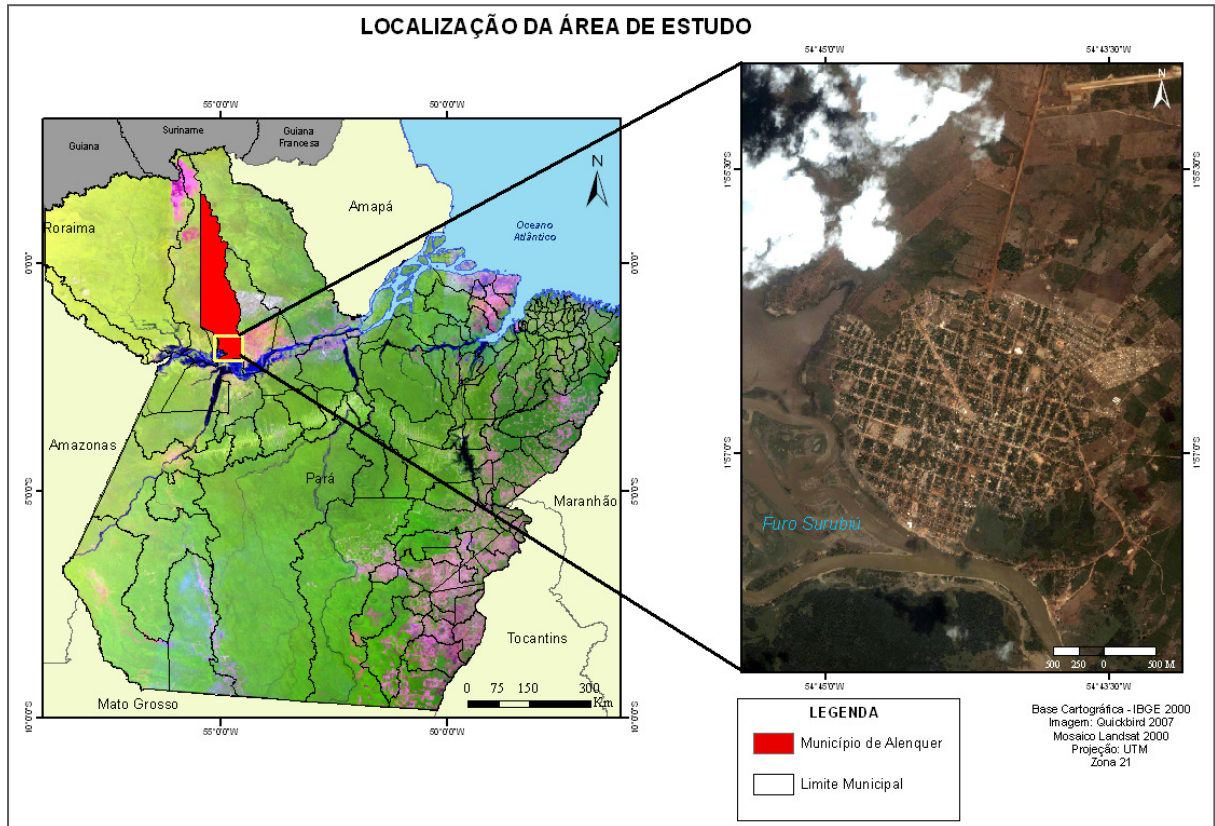 LOCALIZAÇÃO DA ÁREA DE ESTUDO
55°0'0"W
50°0'0"W
Guiana
Suriname
Guiana
Francesa
N
Roraima
Amapá
Oceano
Atlântico
0°0'0"
0°0'0"
Amazonas
Pará
Maranhão
5°0'0"S
5°0'0"S
Tocantins
Mato Grosso
0 75 150 300
Km
10°0'0"S
10°0'0"S
55°0'0"W
50°0'0"W
54°45'0"W
54°43'30"W
N
1°55'30"S
1°55'30"S
1°57'0"S
1°57'0"S
Furo Surubiú
500 250 0 500 M
54°45'0"W
54°43'30"W
LEGENDA
Município de Alenquer
Limite Municipal
Base Cartográfica - IBGE 2000
Imagem: Quickbird 2007
Mosaico Landsat 2000
Projeção: UTM
Zona 21